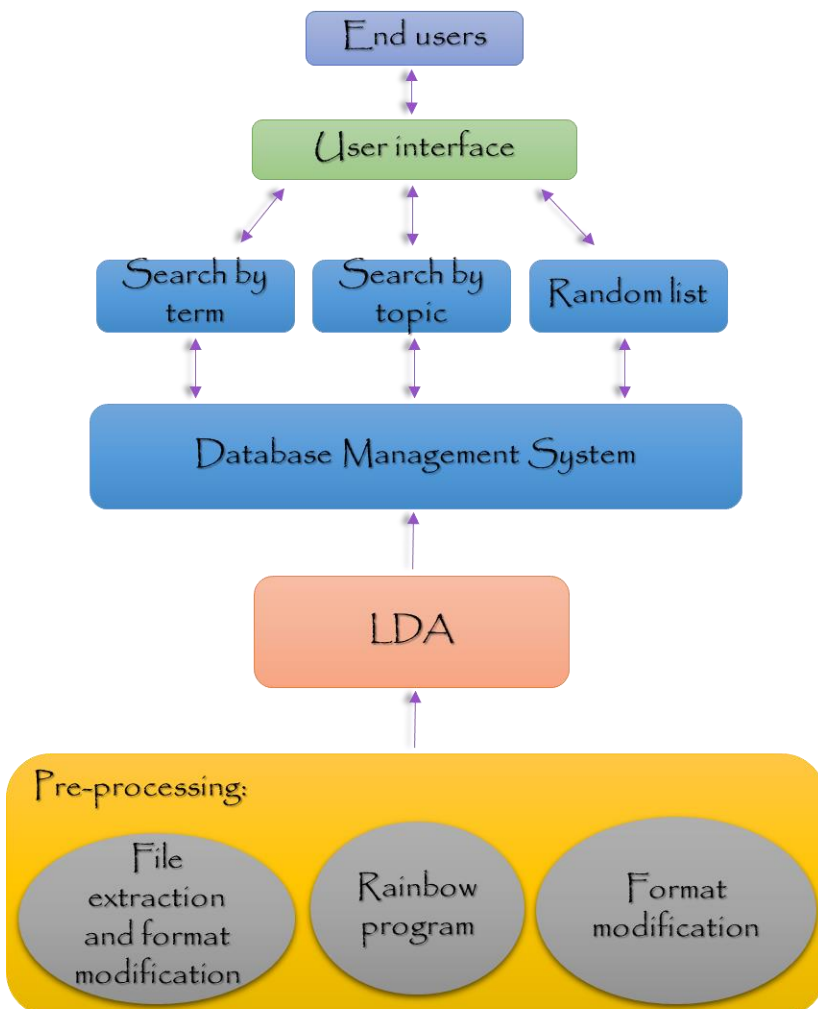 End users
User interface
Search by
term
Search by
topic
Random list
Database Management System
LDA
Pre-processing:
File
extraction
and format
modification
Rainbow
program
Format
modification